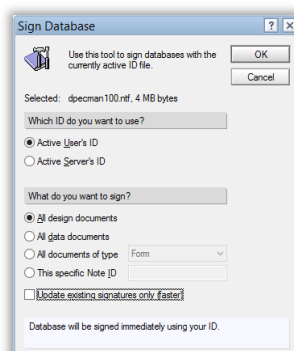 Sign Database
?
Use this tool to sign databases with the
currently active ID file.
OK
Cancel
Selected: dpecman100.ntf, 4 MB bytes
Which ID do you want to use?
Active User's ID
Active Server's ID
What do you want to sign?
All design documents
All data documents
All documents of type Form
This specific Note ID
Update existing signatures only (faster)
Database will be signed immediately using your ID.